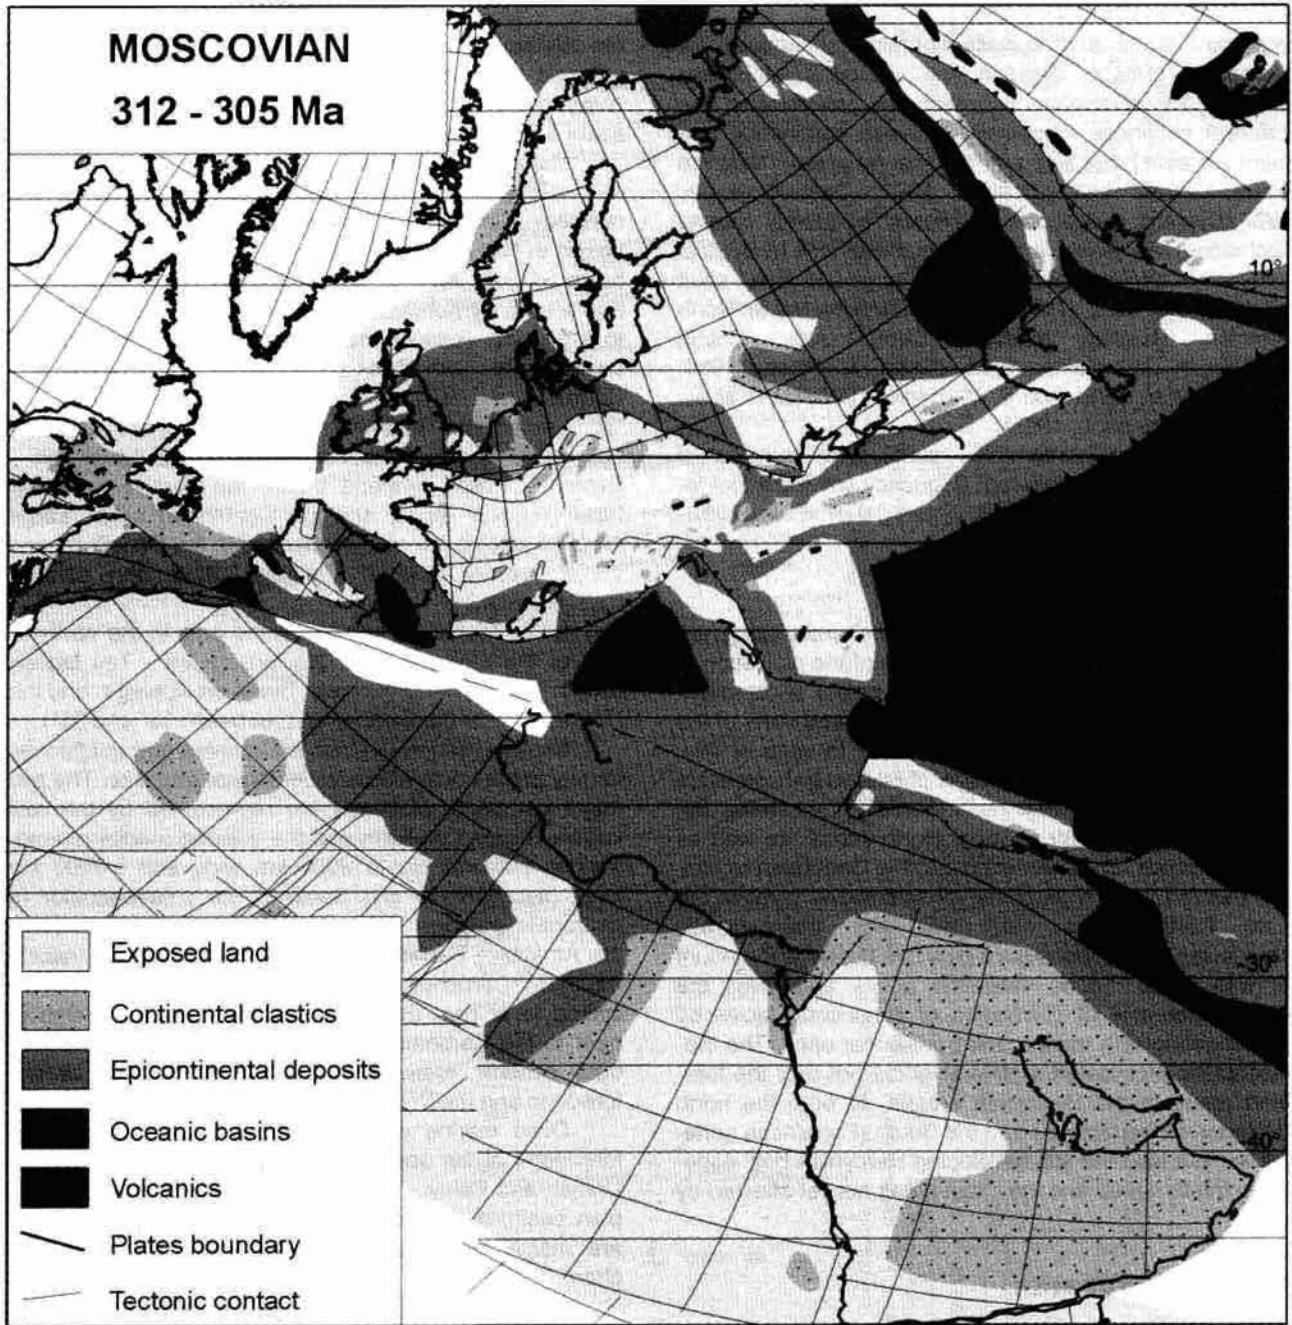 MOSCOVIAN
312 - 305 Ma
10°
-30°
-40°
Exposed land
Continental clastics
Epicontinental deposits
Oceanic basins
Volcanics
Plates boundary
Tectonic contact